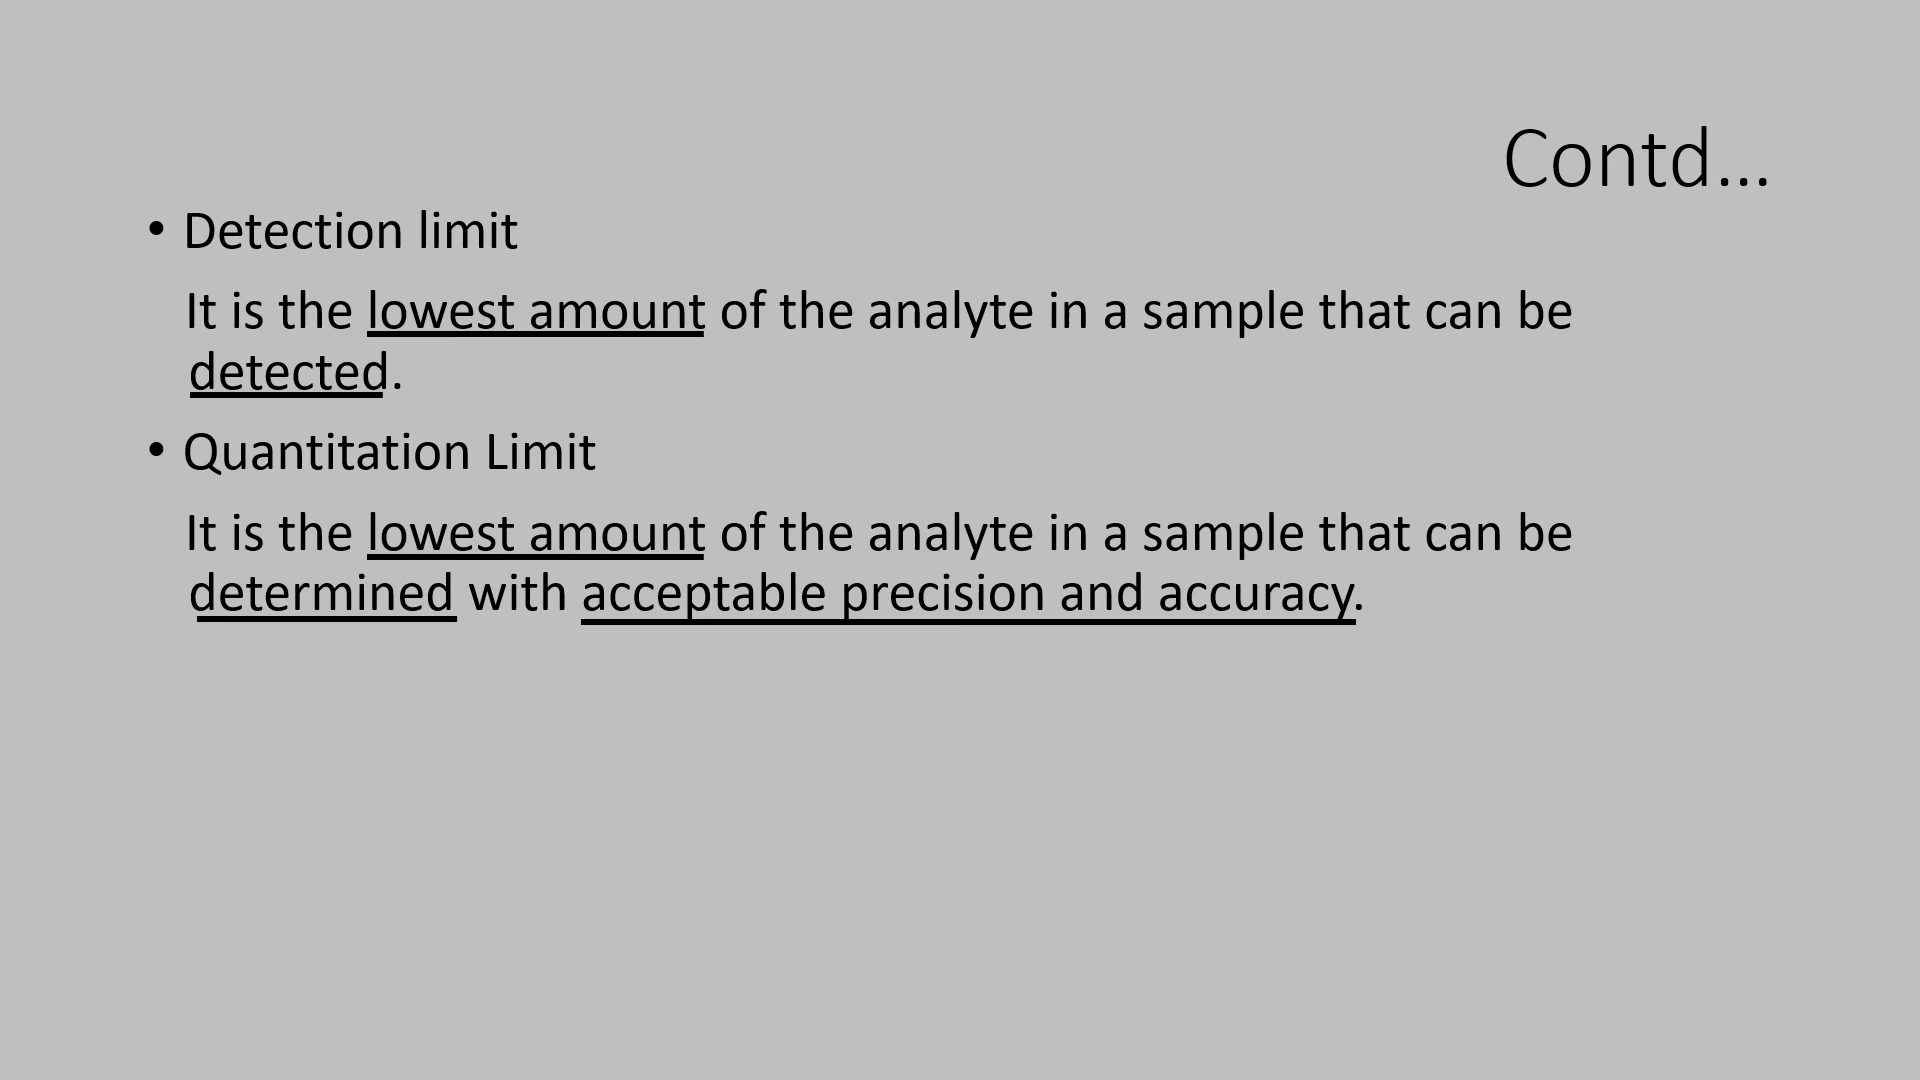 Contd...
• Detection limit
It is the lowest amount of the analyte in a sample that can be
detected.
• Quantitation Limit
It is the lowest amount of the analyte in a sample that can be
determined with acceptable precision and accuracy.